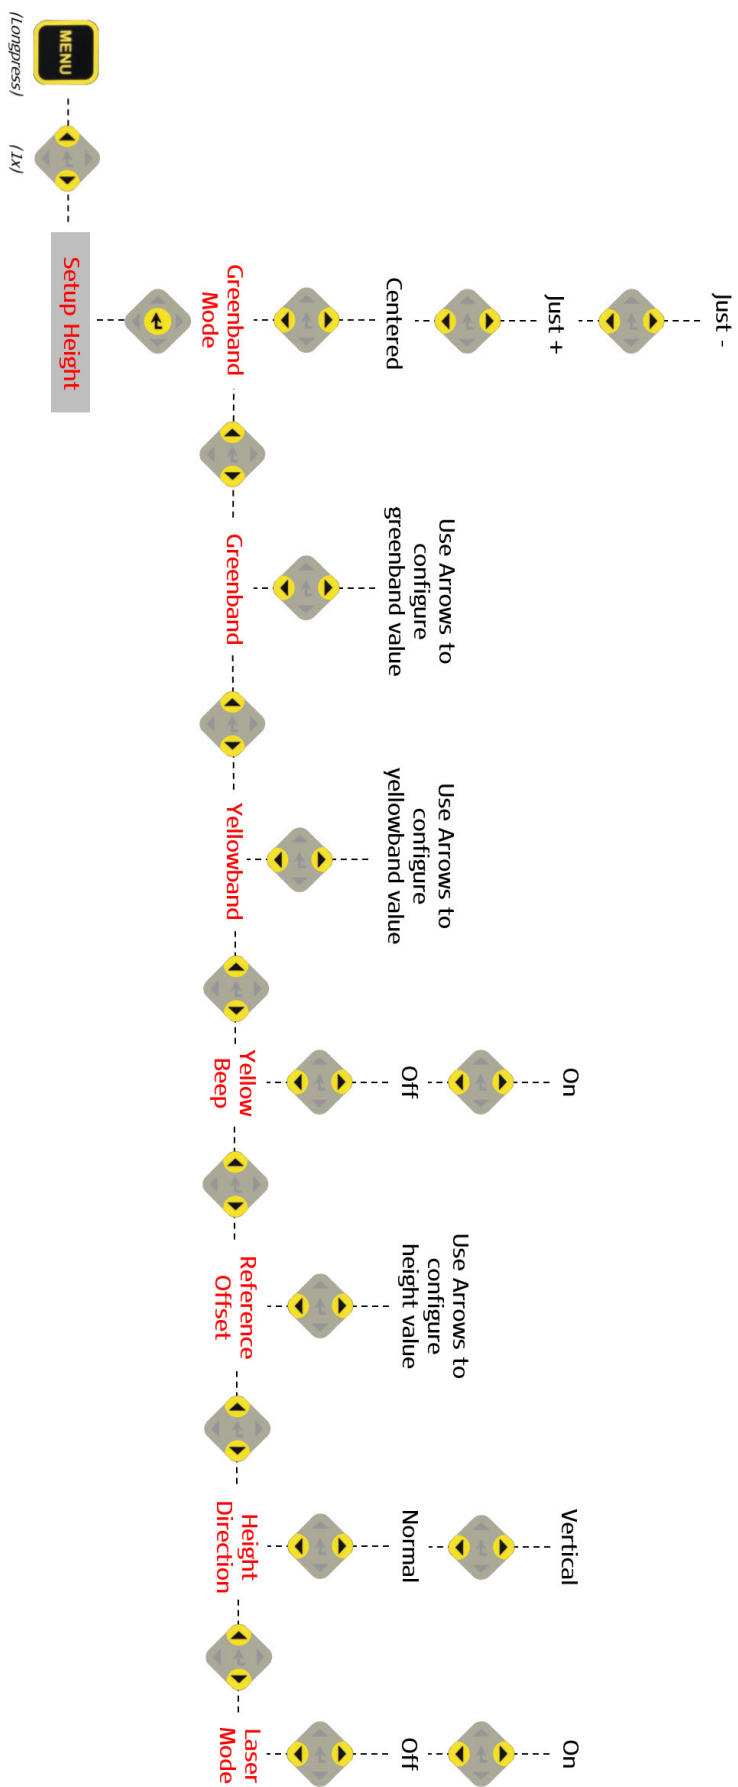 MENU
(Longpress)
(1x)
Setup Height
Greenband
Mode
Centered
Just +
Just -
Greenband
Use Arrows to
configure
greenband value
Yellowband
Use Arrows to
configure
yellowband value
Yellow
Beep
Off
On
Reference
Offset
Use Arrows to
configure
height value
Height
Direction
Normal
Vertical
Laser
Mode
Off
On